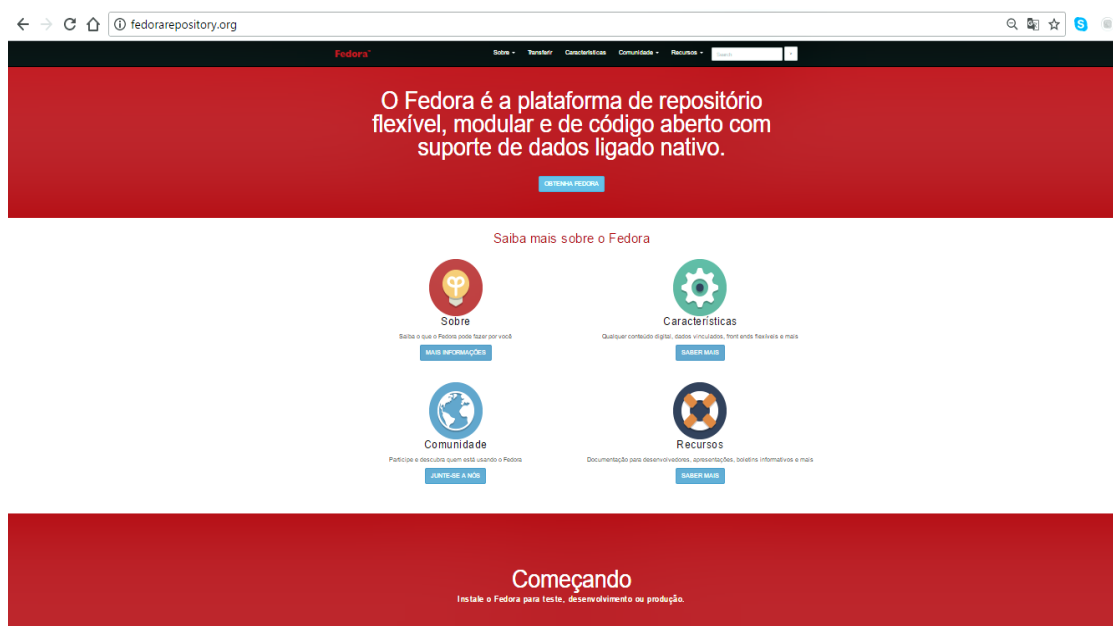 fedorarepository.org
Fedora™ Sobre Transferir Características Comunidade Recursos Search
O Fedora é a plataforma de repositório
flexível, modular e de código aberto com
suporte de dados ligado nativo.
OBTENHA FEDORA
Saiba mais sobre o Fedora
Sobre
Saiba o que o Fedora pode fazer por você
MAIS INFORMAÇÕES
Características
Qualquer conteúdo digital, dados vinculados, front ends flexíveis e mais
SABER MAIS
Comunidade
Participe e descubra quem está usando o Fedora
JUNTE-SE A NÓS
Recursos
Documentação para desenvolvedores, apresentações, boletins informativos e mais
SABER MAIS
Começando
Instale o Fedora para teste, desenvolvimento ou produção.